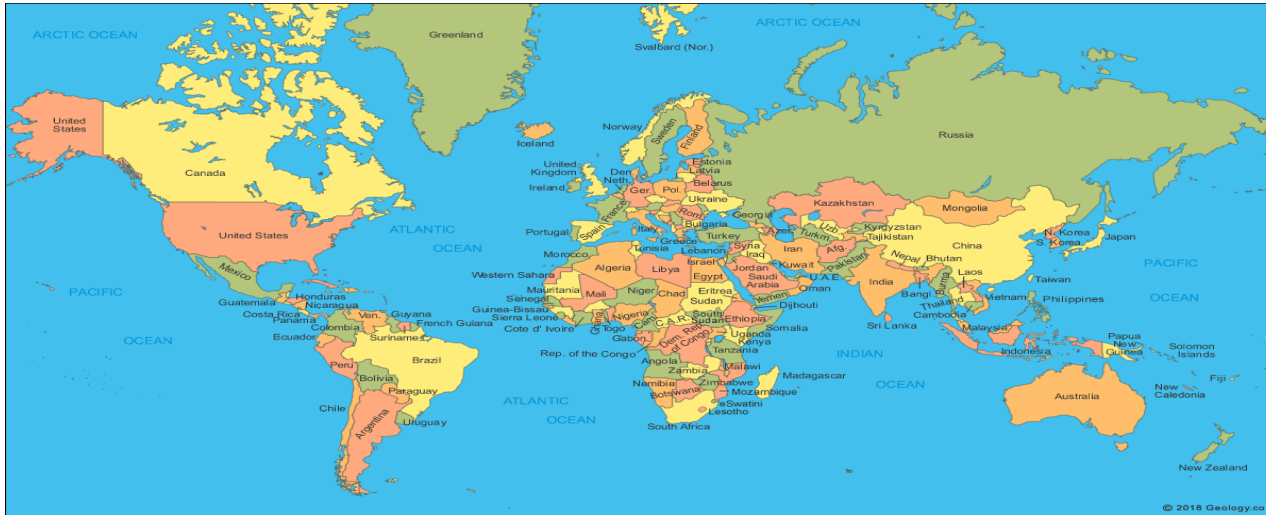 ARCTIC OCEAN
Greenland
ARCTIC OCEAN
Svalbard (Nor.)
United
States
Canada
Iceland
Norway
Sweden
Finland
Russia
Estonia
Latvia
United
Kingdom
Den.
Neth.
Ireland
Ger.
Pol.
Belarus
Ukraine
Kazakhstan
Mongolia
France
Rom.
Spain
Portugal
Italy
Bulgaria
Georgia
Uzb.
Kyrgyzstan
Tajikistan
Turkm.
Azer.
N. Korea
S. Korea
Japan
United States
ATLANTIC
OCEAN
Greece
Turkey
Lebanon
Syria
Iraq
Iran
Afg.
China
Tunisia
Morocco
Israel
Jordan
Kuwait
Pakistan
Nepal
Bhutan
PACIFIC
OCEAN
Mexico
Algeria
Libya
Egypt
Saudi
Arabia
U.A.E.
Oman
India
Laos
Taiwan
Western Sahara
Mauritania
Mali
Niger
Chad
Eritrea
Sudan
Yemen
Djibouti
Bangl.
Burma
Thailand
Vietnam
Cambodia
Philippines
PACIFIC
OCEAN
Guatemala
Honduras
Nicaragua
Costa Rica
Panama
Ven.
Guyana
French Guiana
Suriname
Colombia
Ecuador
Senegal
Guinea-Bissau
Sierra Leone
Cote d' Ivoire
Ghana
Togo
Nigeria
Cam.
C.A.R.
South
Sudan
Ethiopia
Somalia
Sri Lanka
Malaysia
Indonesia
Papua
New
Guinea
Solomon
Islands
Gabon
Rep. of the Congo
Dem. Rep.
of Congo
Uganda
Kenya
Tanzania
INDIAN
OCEAN
Brazil
Peru
Bolivia
Paraguay
Chile
Argentina
Uruguay
ATLANTIC
OCEAN
Angola
Zambia
Malawi
Namibia
Botswana
Zimbabwe
Mozambique
Madagascar
eSwatini
Lesotho
South Africa
Australia
Fiji
New
Caledonia
New Zealand
© 2018 Geology.co